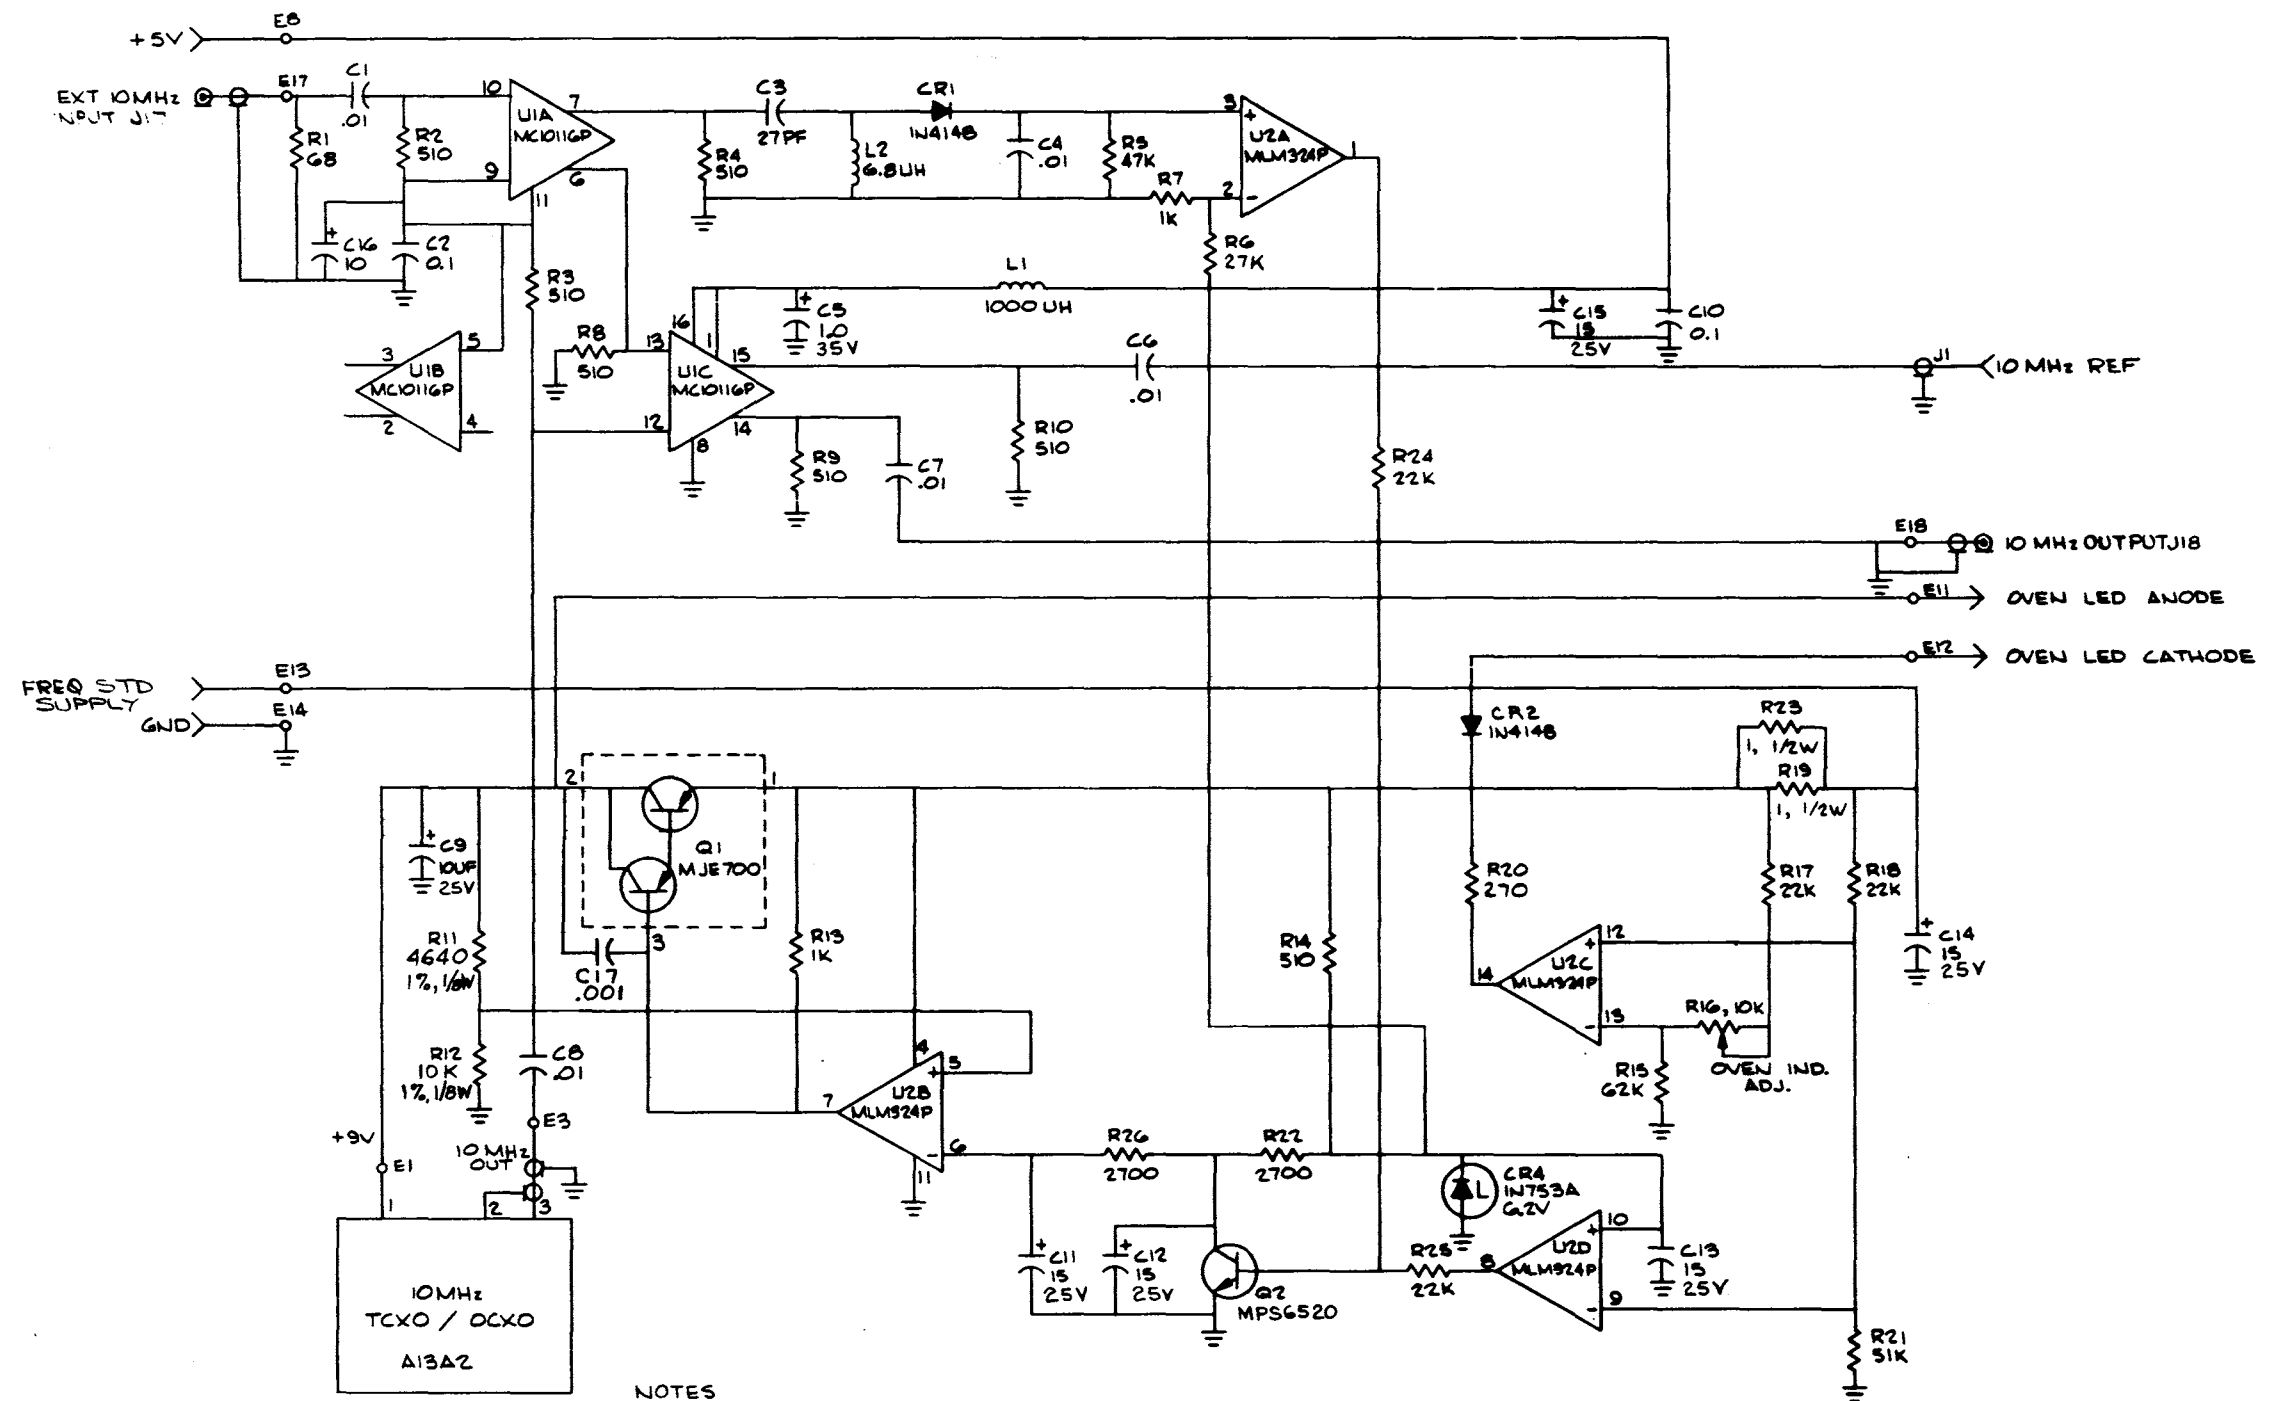 E8
+5V
EXT 10MHz
INPUT J17
E17
C1
.01
R1
68
R2
510
10
9
U1A
MC10116P
7
6
11
C16
10
C2
0.1
R3
510
R4
510
C3
27PF
L2
6.8UH
CR1
1N4148
C4
.01
R5
47K
R7
1K
3
2
U2A
MLM324P
1
R6
27K
L1
1000UH
C5
1.0
35V
C15
15
25V
C10
0.1
3
2
5
4
U1B
MC10116P
R8
510
16
1
13
12
U1C
MC10116P
15
14
8
R9
510
C7
.01
R10
510
C6
.01
J1
10 MHz REF
R24
22K
E18
10 MHz OUTPUT J18
E11
OVEN LED ANODE
E12
OVEN LED CATHODE
FREQ STD
SUPPLY
E13
GND
E14
CR2
1N4148
R23
1, 1/2W
R19
1, 1/2W
2
1
Q1
MJE700
3
C9
10UF
25V
R11
4640
1%, 1/8W
C17
.001
R13
1K
R14
510
R20
270
R17
22K
R18
22K
C14
15
25V
12
13
14
U2C
MLM324P
R16, 10K
OVEN IND.
ADJ.
R15
62K
R12
10K
1%, 1/8W
C8
.01
E3
4
5
6
7
11
U2B
MLM324P
+9V
E1
10 MHz
OUT
1
2
3
R26
2700
R22
2700
CR4
1N753A
6.2V
C11
15
25V
C12
15
25V
Q2
MPS6520
R25
22K
8
10
9
U2D
MLM324P
C13
15
25V
R21
51K
10MHz
TCXO / OCXO
A13A2
NOTES